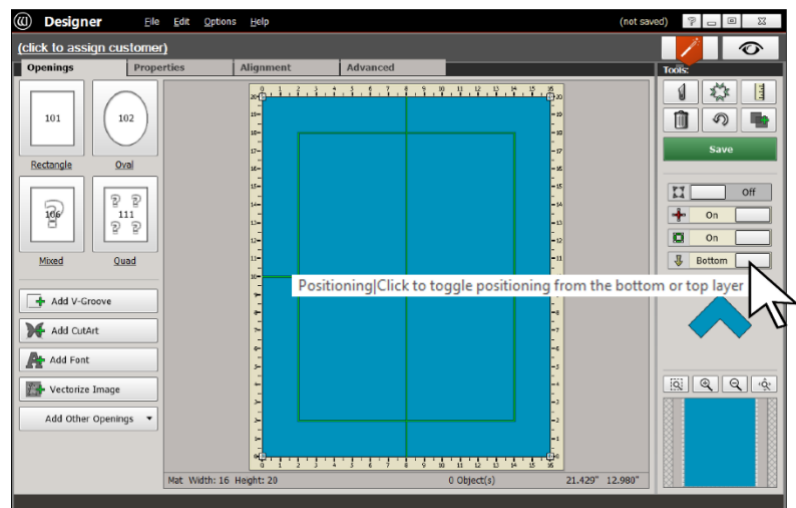 Designer File Edit Options Help (not saved)
(click to assign customer)
Openings Properties Alignment Advanced Tools:
101 102
Rectangle Oval
106 111
Mixed Quad
Add V-Groove
Add CutArt
Add Font
Vectorize Image
Add Other Openings
Save
Off
On
On
Bottom
Positioning|Click to toggle positioning from the bottom or top layer
Mat Width: 16 Height: 20 0 Object(s) 21.429" 12.980"